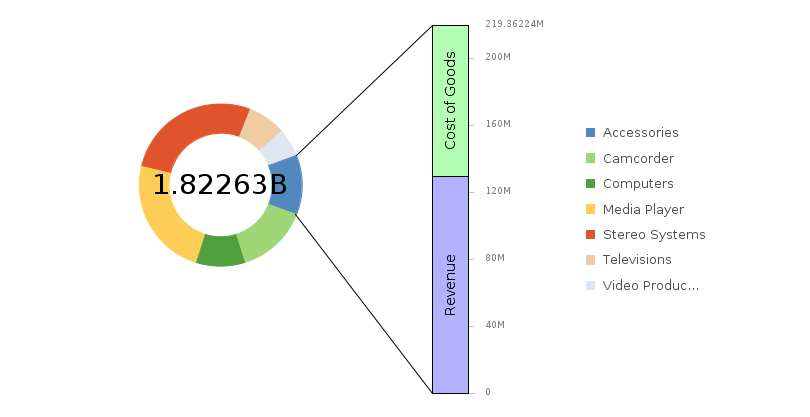 1.82263B
Cost of Goods
Revenue
219.36224M
200M
160M
120M
80M
40M
0
Accessories
Camcorder
Computers
Media Player
Stereo Systems
Televisions
Video Produc...